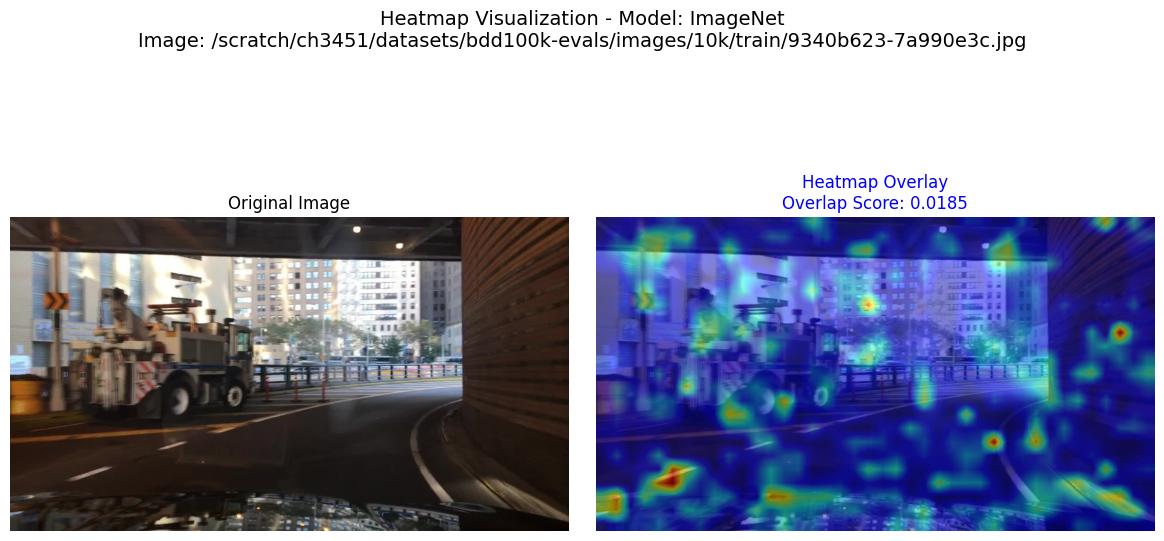 Heatmap Visualization - Model: ImageNet
Image: /scratch/ch3451/datasets/bdd100k-evals/images/10k/train/9340b623-7a990e3c.jpg
Original Image
Heatmap Overlay
Overlap Score: 0.0185